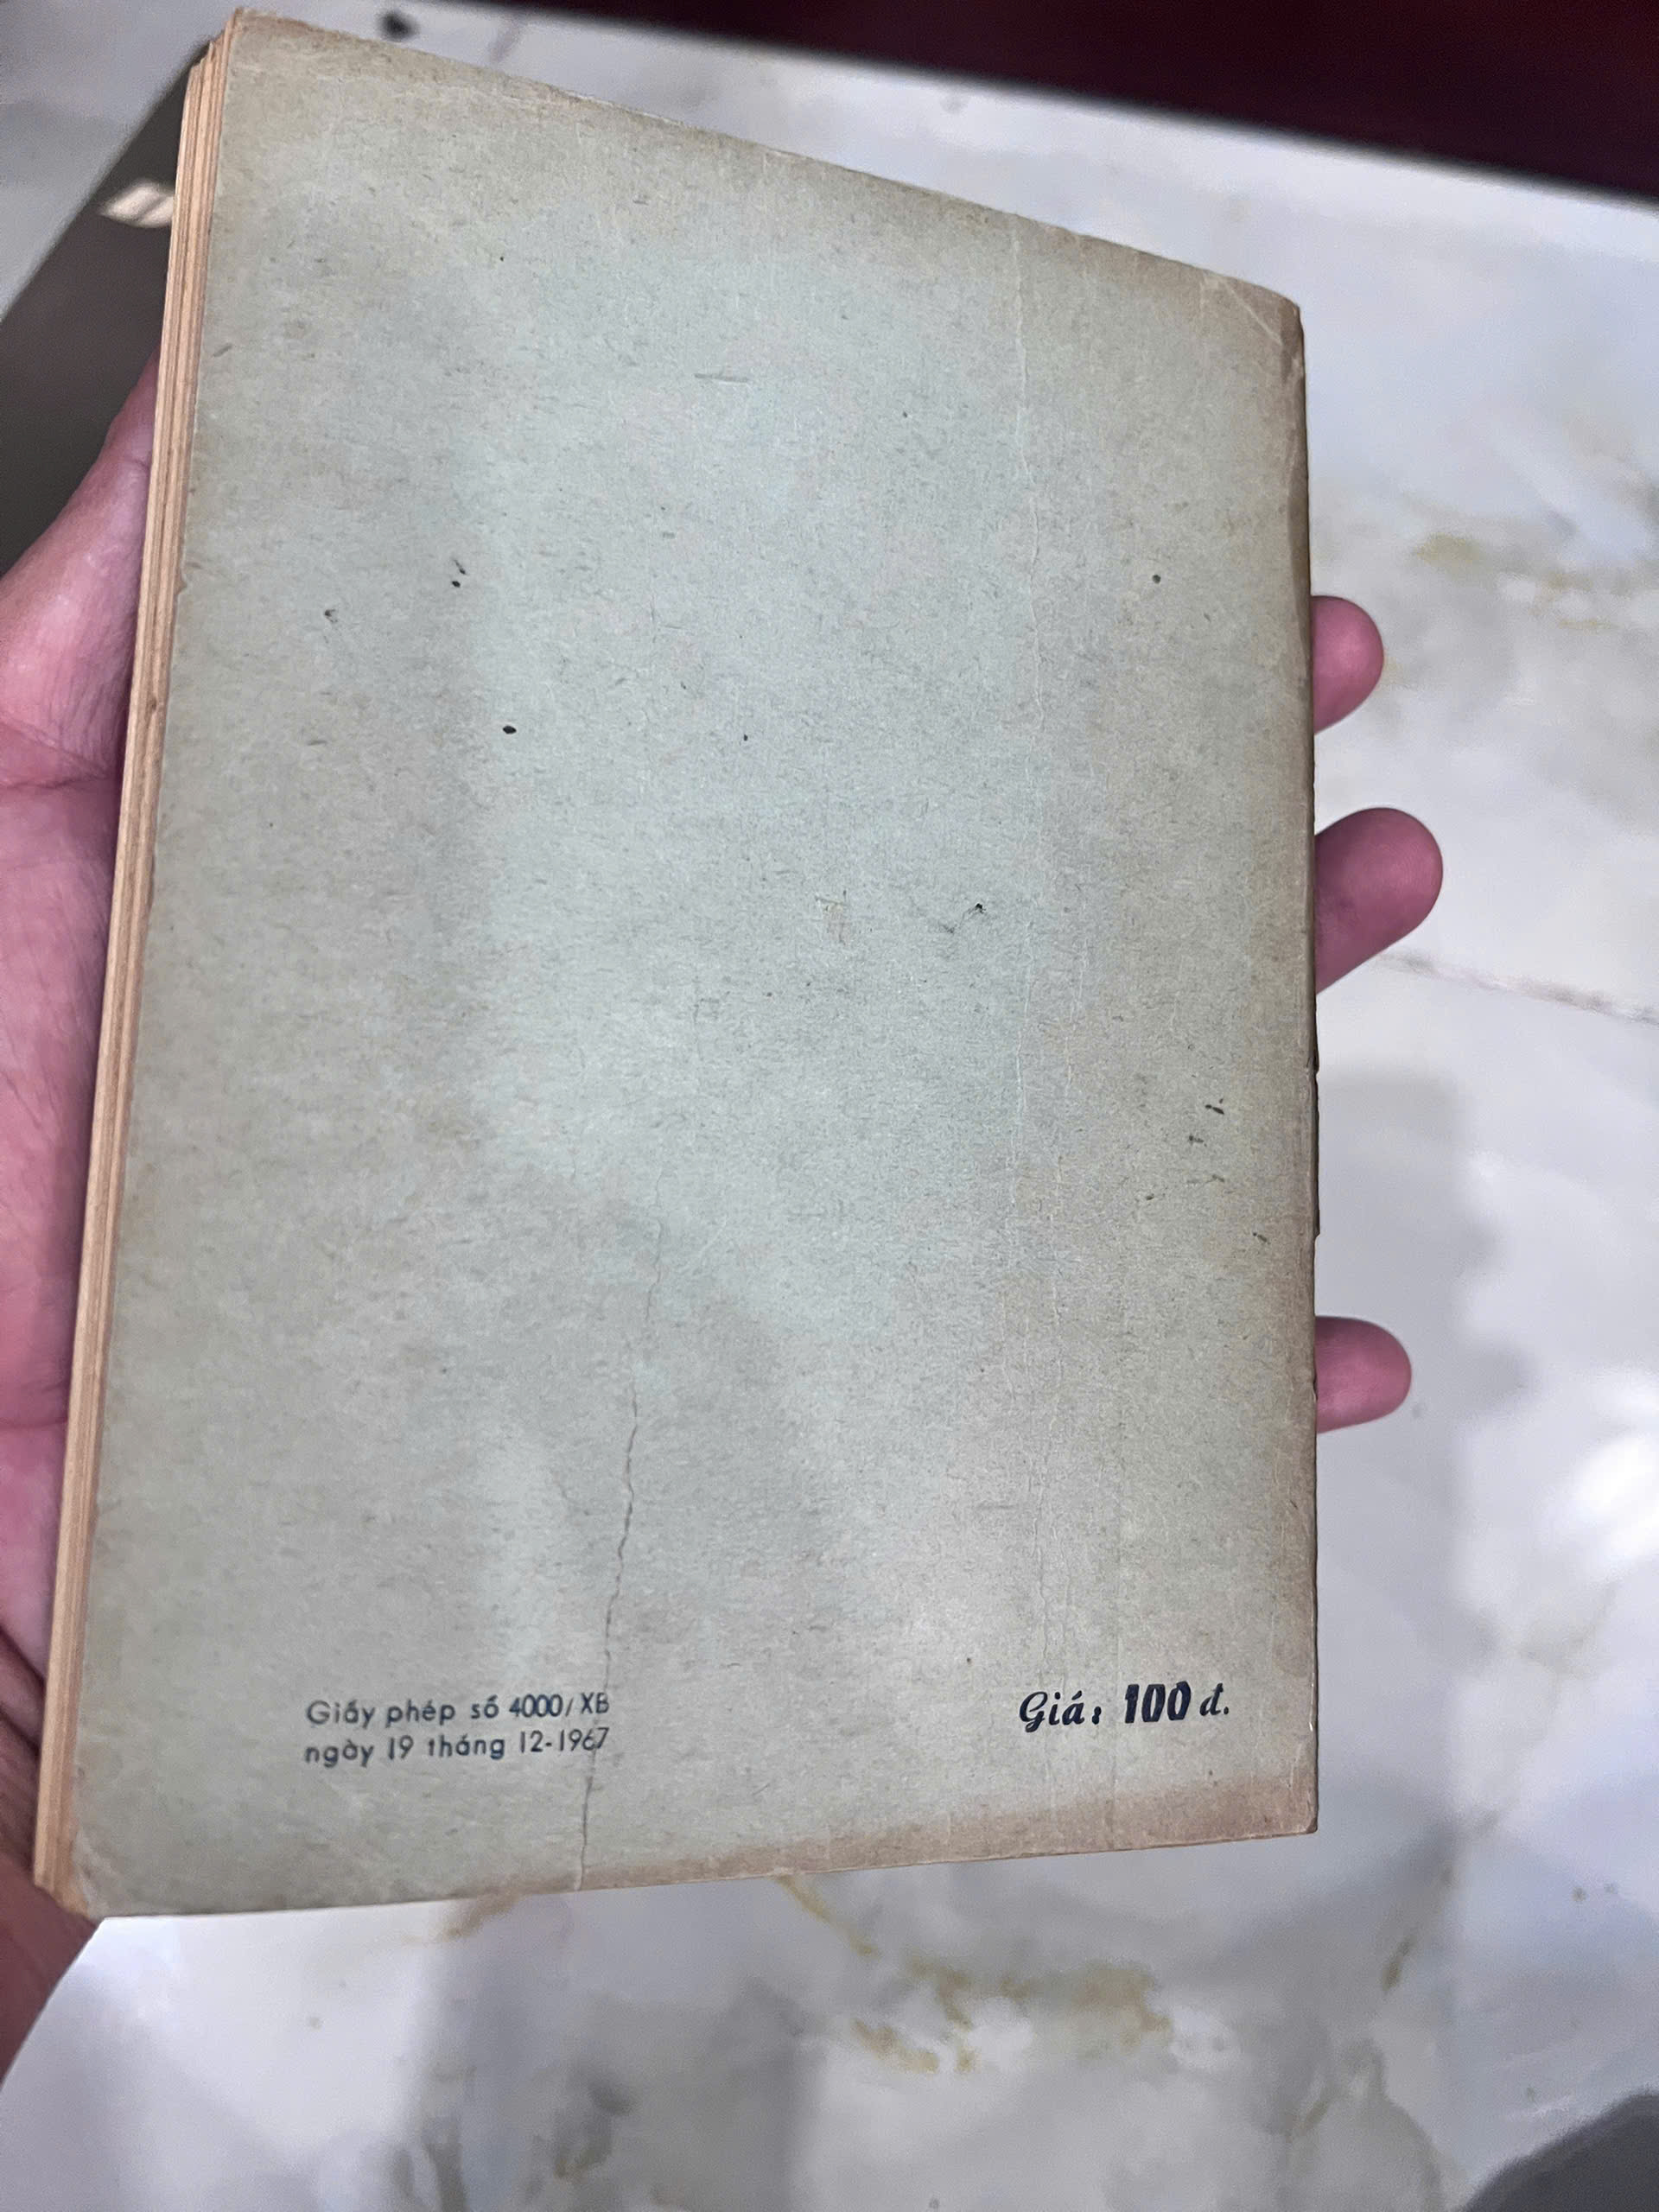 Giấy phép số 4000/XB
ngày 19 tháng 12-1967
Giá: 100 đ.